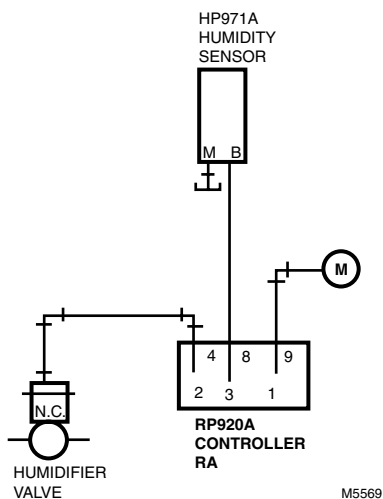 HP971A
HUMIDITY
SENSOR
M B
M
4 8 9
2 3 1
N.C.
RP920A
CONTROLLER
RA
HUMIDIFIER
VALVE
M5569